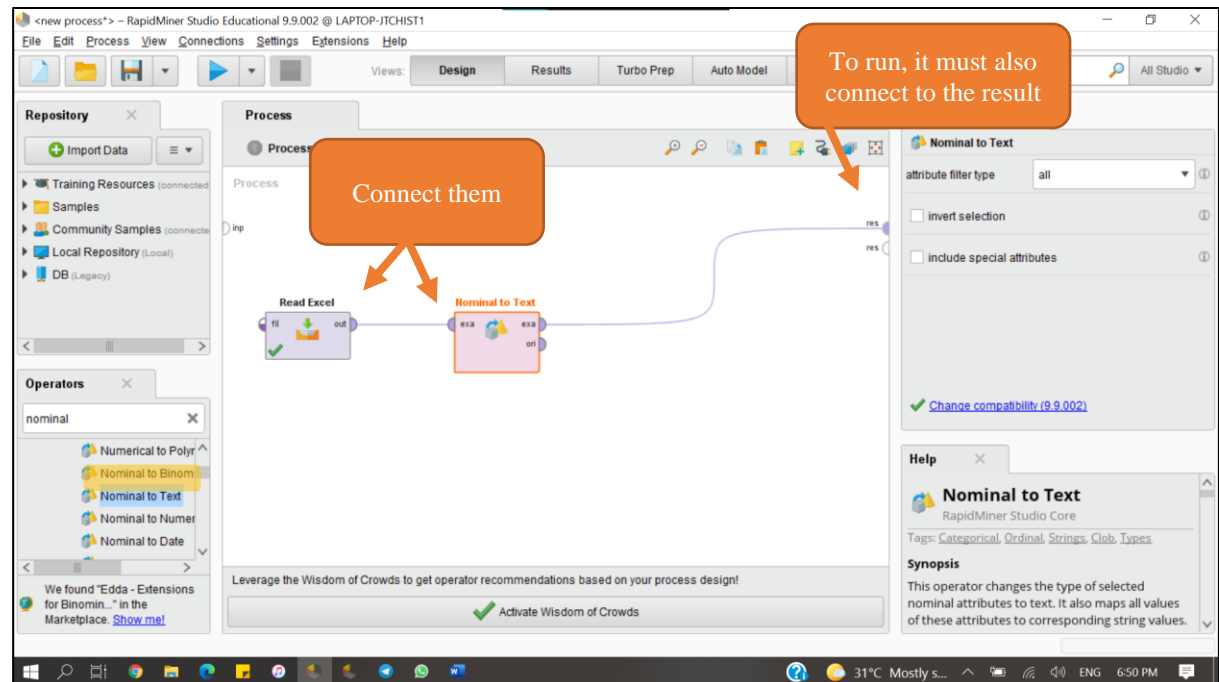 <new process*> – RapidMiner Studio Educational 9.9.002 @ LAPTOP-JTCHIST1
File Edit Process View Connections Settings Extensions Help
Views: Design Results Turbo Prep Auto Model
All Studio
To run, it must also
connect to the result
Repository
Import Data
Training Resources (connected
Samples
Community Samples (connecte
Local Repository (Local)
DB (Legacy)
Process
Process
Process
Connect them
inp
res
res
Read Excel
fil out
Nominal to Text
exa exa
ori
Nominal to Text
attribute filter type all
invert selection
include special attributes
Change compatibility (9.9.002)
Operators
nominal
Numerical to Polyr
Nominal to Binom
Nominal to Text
Nominal to Numer
Nominal to Date
We found "Edda - Extensions
for Binomin..." in the
Marketplace. Show me!
Leverage the Wisdom of Crowds to get operator recommendations based on your process design!
Activate Wisdom of Crowds
Help
Nominal to Text
RapidMiner Studio Core
Tags: Categorical, Ordinal, Strings, Clob, Types
Synopsis
This operator changes the type of selected
nominal attributes to text. It also maps all values
of these attributes to corresponding string values.
31°C Mostly s... ENG 6:50 PM